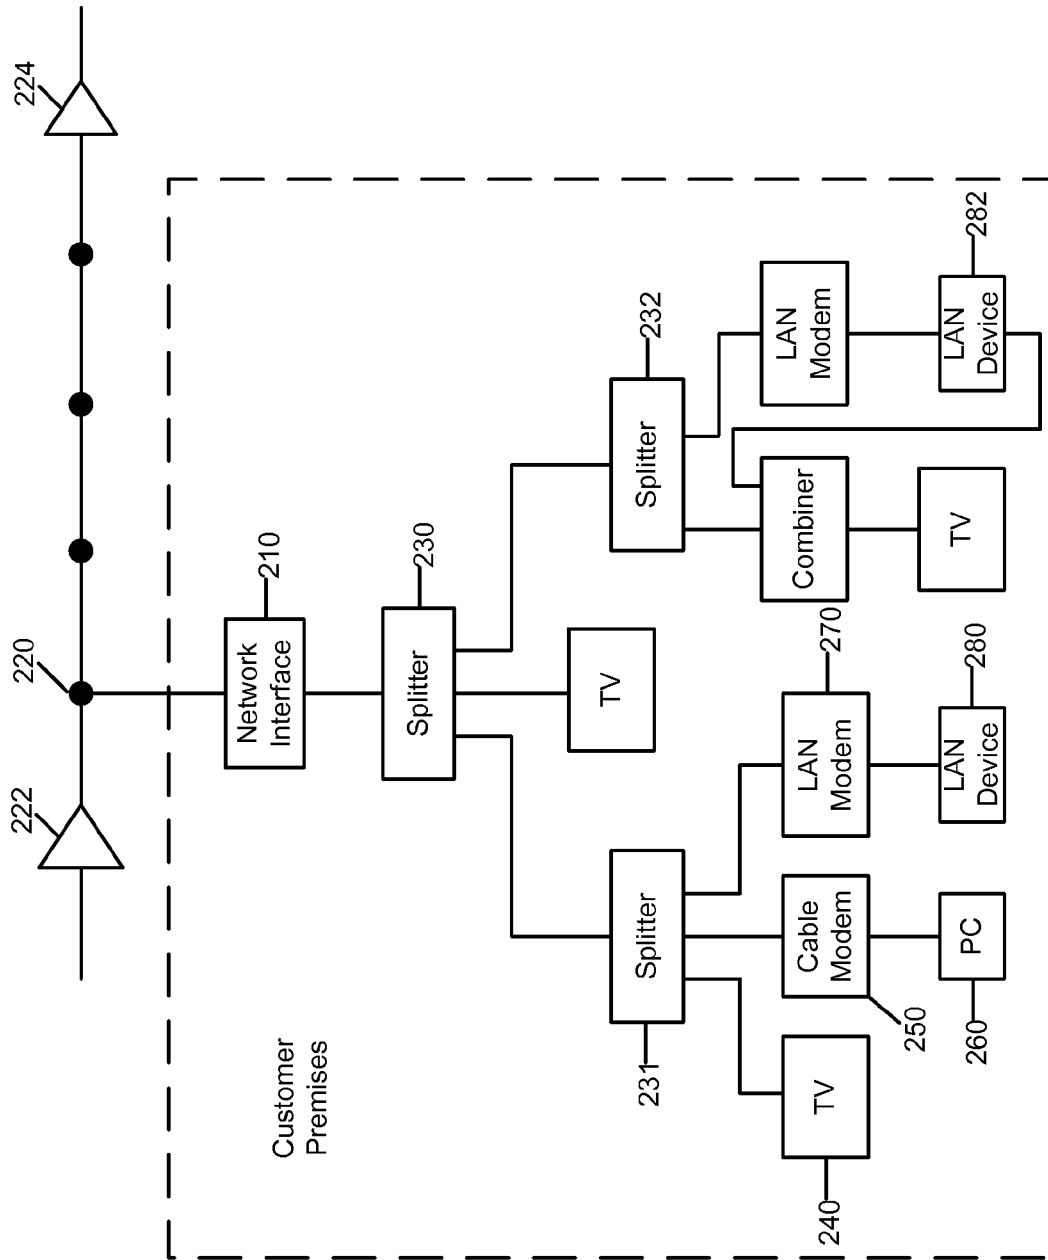 222
220
224
Customer
Premises
Network
Interface
210
Splitter
230
Splitter
231
TV
Splitter
232
TV
240
Cable
Modem
250
LAN
Modem
270
Combiner
LAN
Modem
PC
260
LAN
Device
280
TV
LAN
Device
282